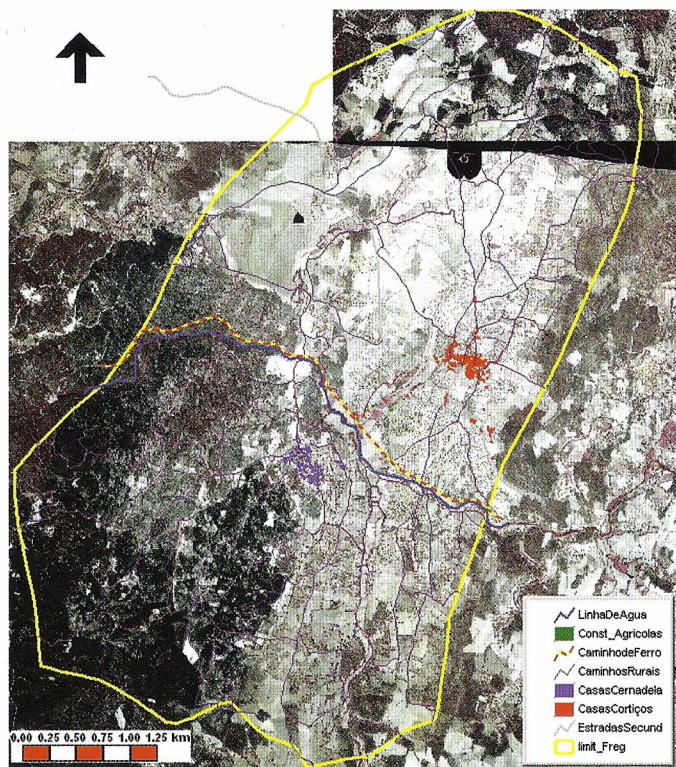 LinhaDeAgua
Const_Agricolas
CaminhodeFerro
CaminhosRurais
CasasCernadela
CasasCortiços
EstradasSecund
limit_Freg
0.00 0.25 0.50 0.75 1.00 1.25 km